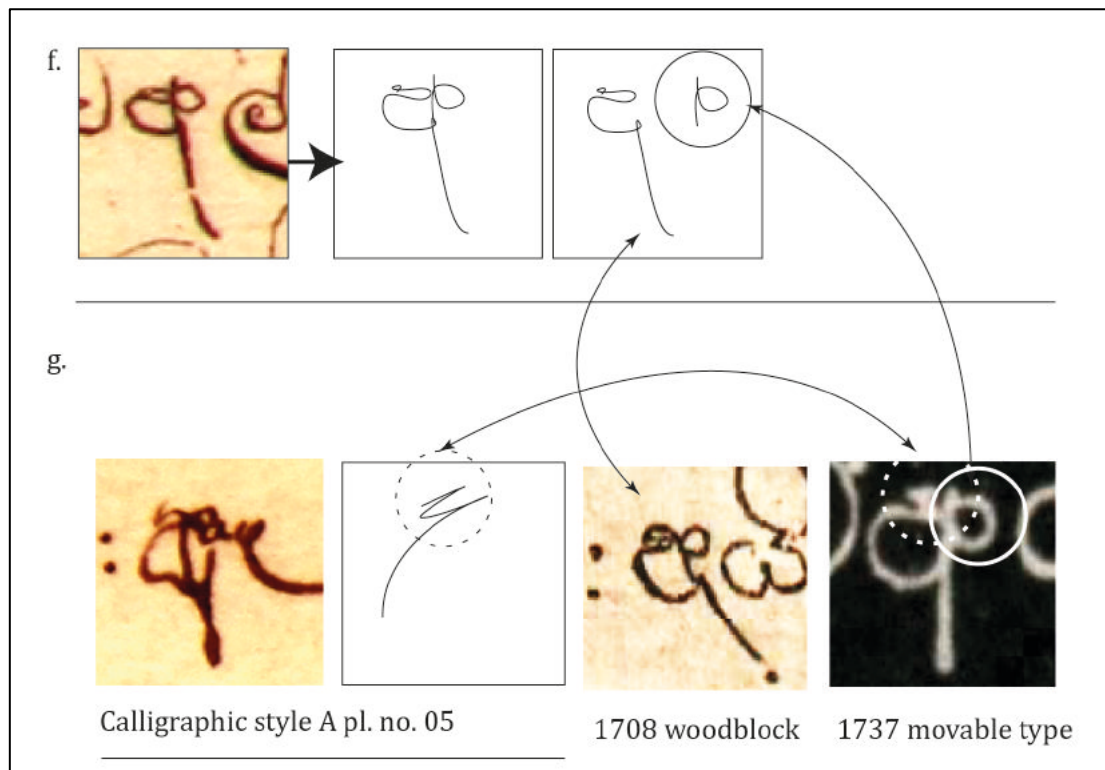 f.
g.
Calligraphic style A pl. no. 05
1708 woodblock
1737 movable type